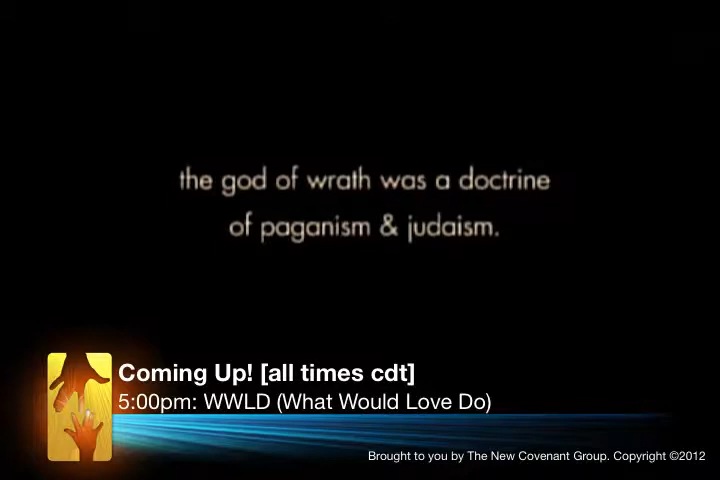 the god of wrath was a doctrine
of paganism & judaism.
Coming Up! [all times cdt]
5:00pm: WWLD (What Would Love Do)
Brought to you by The New Covenant Group. Copyright ©2012